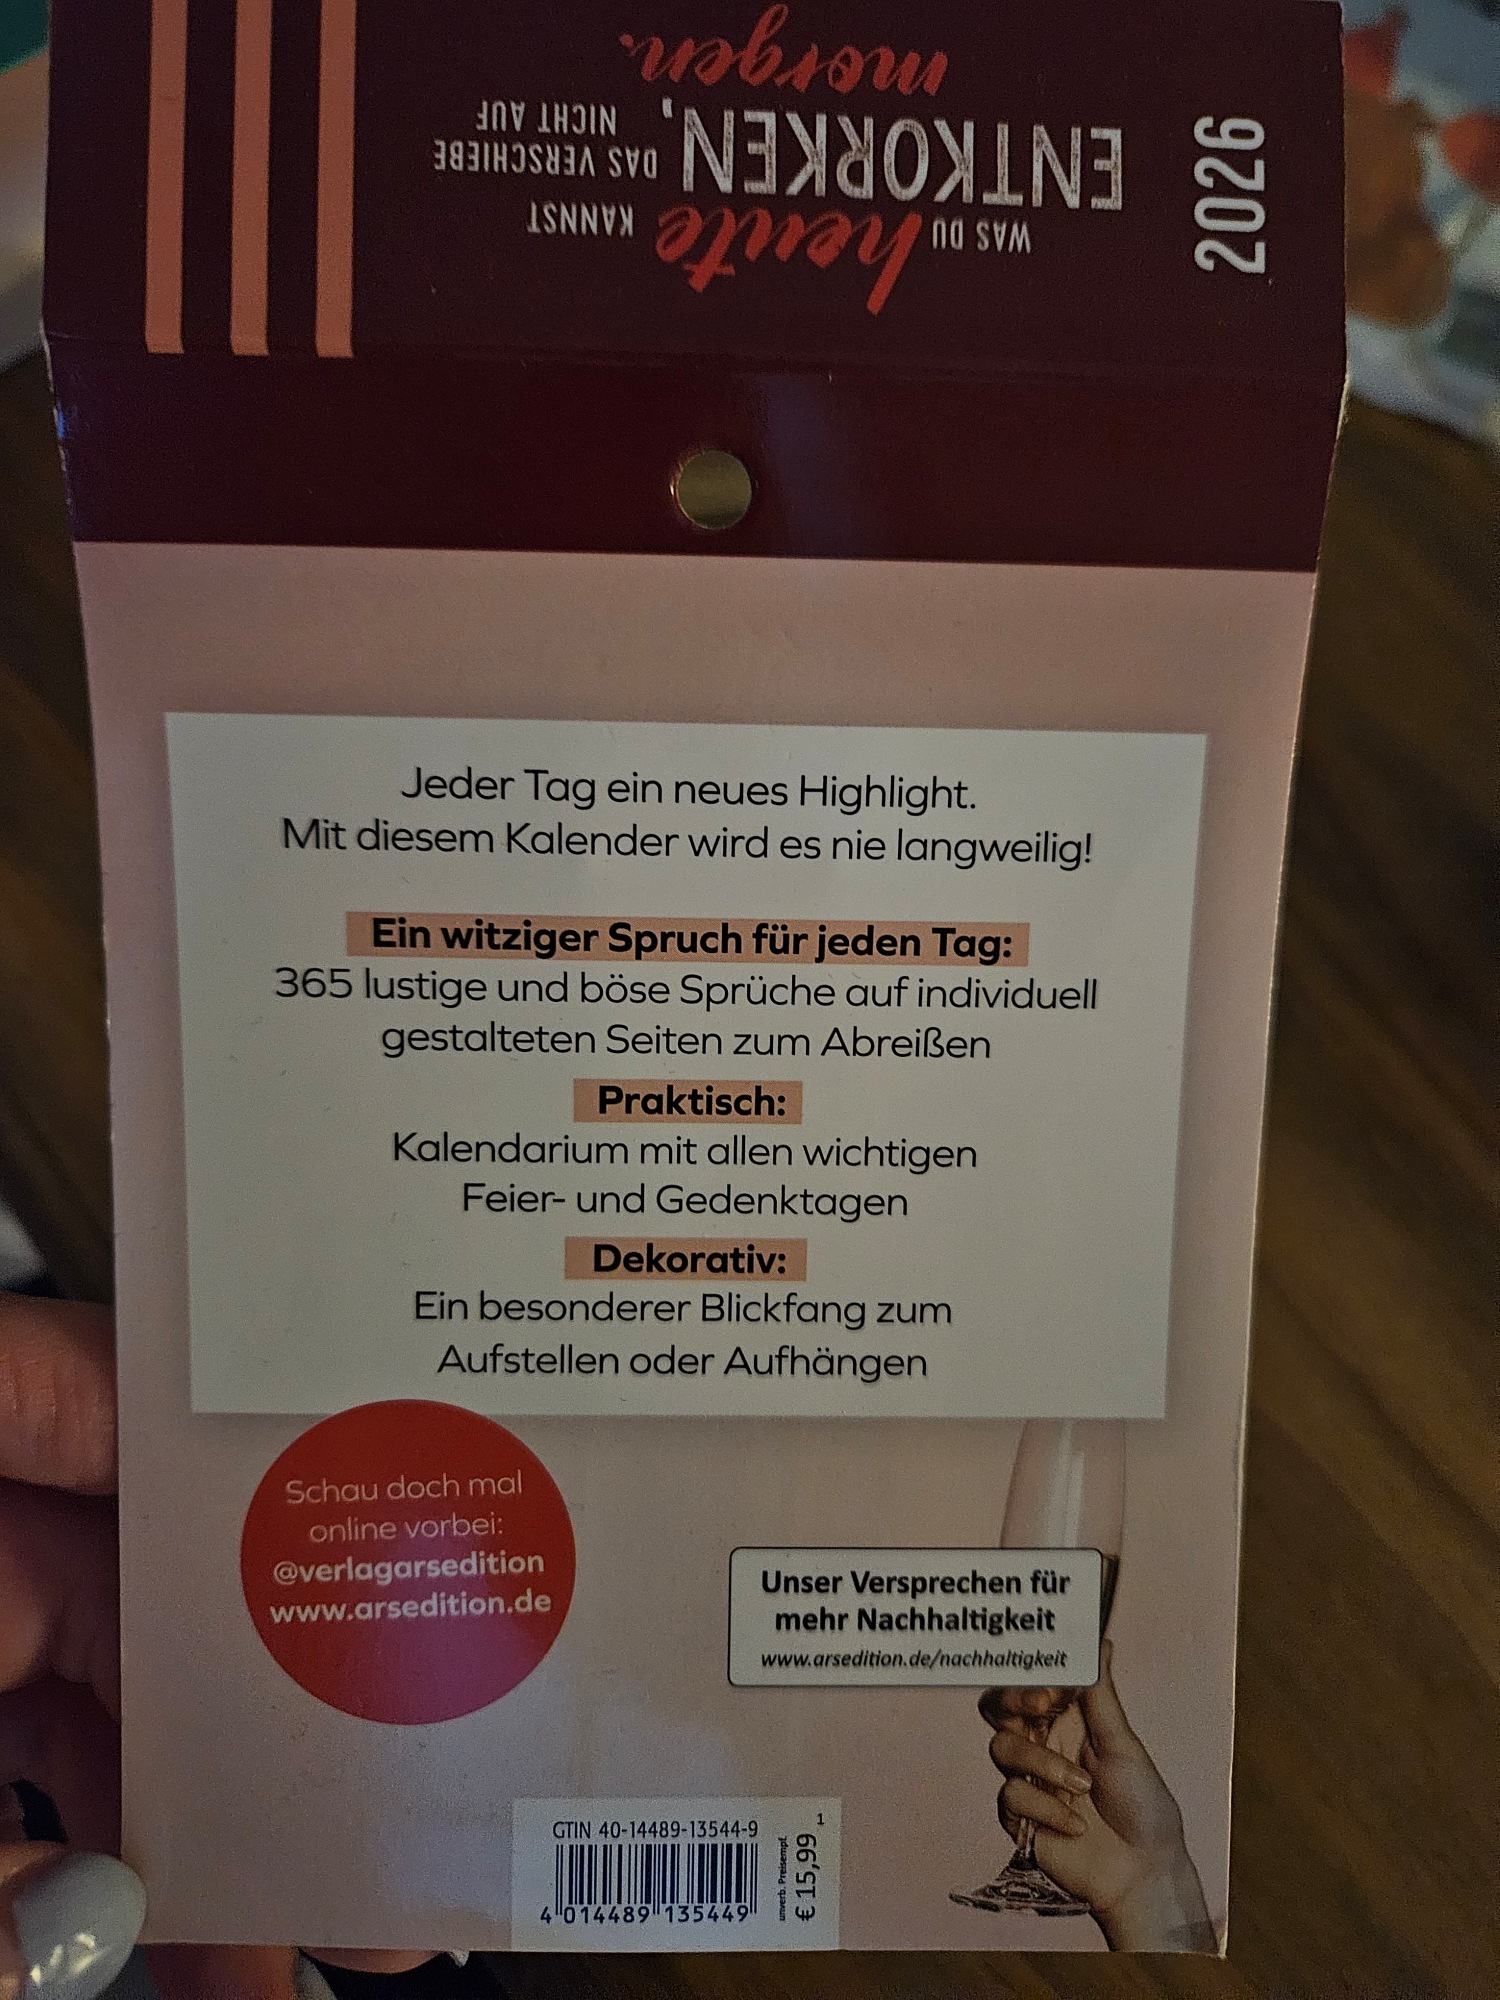 2026
WAS DU heute KANNST
ENTKORKEN, DAS VERSCHIEBE
NICHT AUF
morgen.
Jeder Tag ein neues Highlight.
Mit diesem Kalender wird es nie langweilig!
Ein witziger Spruch für jeden Tag:
365 lustige und böse Sprüche auf individuell
gestalteten Seiten zum Abreißen
Praktisch:
Kalendarium mit allen wichtigen
Feier- und Gedenktagen
Dekorativ:
Ein besonderer Blickfang zum
Aufstellen oder Aufhängen
Schau doch mal
online vorbei:
@verlagarsedition
www.arsedition.de
Unser Versprechen für
mehr Nachhaltigkeit
www.arsedition.de/nachhaltigkeit
GTIN 40-14489-13544-9
4 014489 135449
unverb. Preisempf.
€ 15,99
1